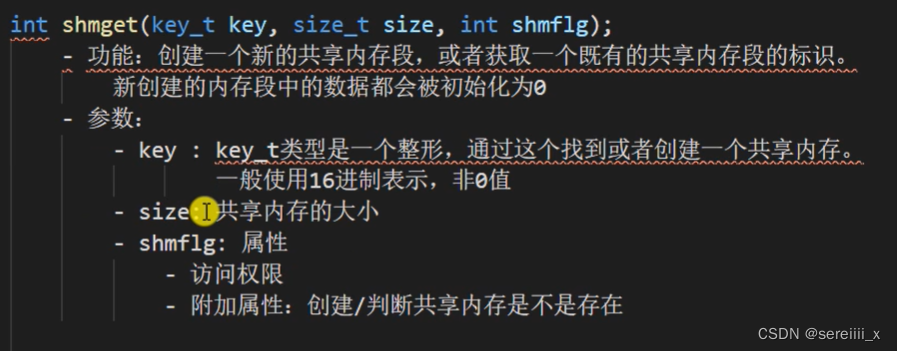 int shmget(key_t key, size_t size, int shmflg);
- 功能：创建一个新的共享内存段，或者获取一个既有的共享内存段的标识。
新创建的内存段中的数据都会被初始化为0
- 参数：
- key : key_t类型是一个整形，通过这个找到或者创建一个共享内存。
一般使用16进制表示，非0值
- size: 共享内存的大小
- shmflg: 属性
- 访问权限
- 附加属性：创建/判断共享内存是不是存在
CSDN @sereiiii_x